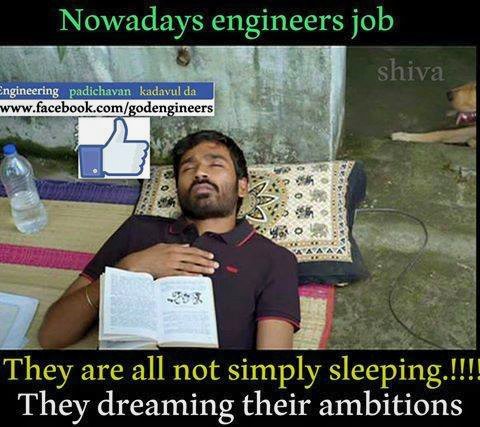 Nowadays engineers job
shiva
Engineering padichavan kadavul da
www.facebook.com/godengineers
They are all not simply sleeping.!!!!
They dreaming their ambitions